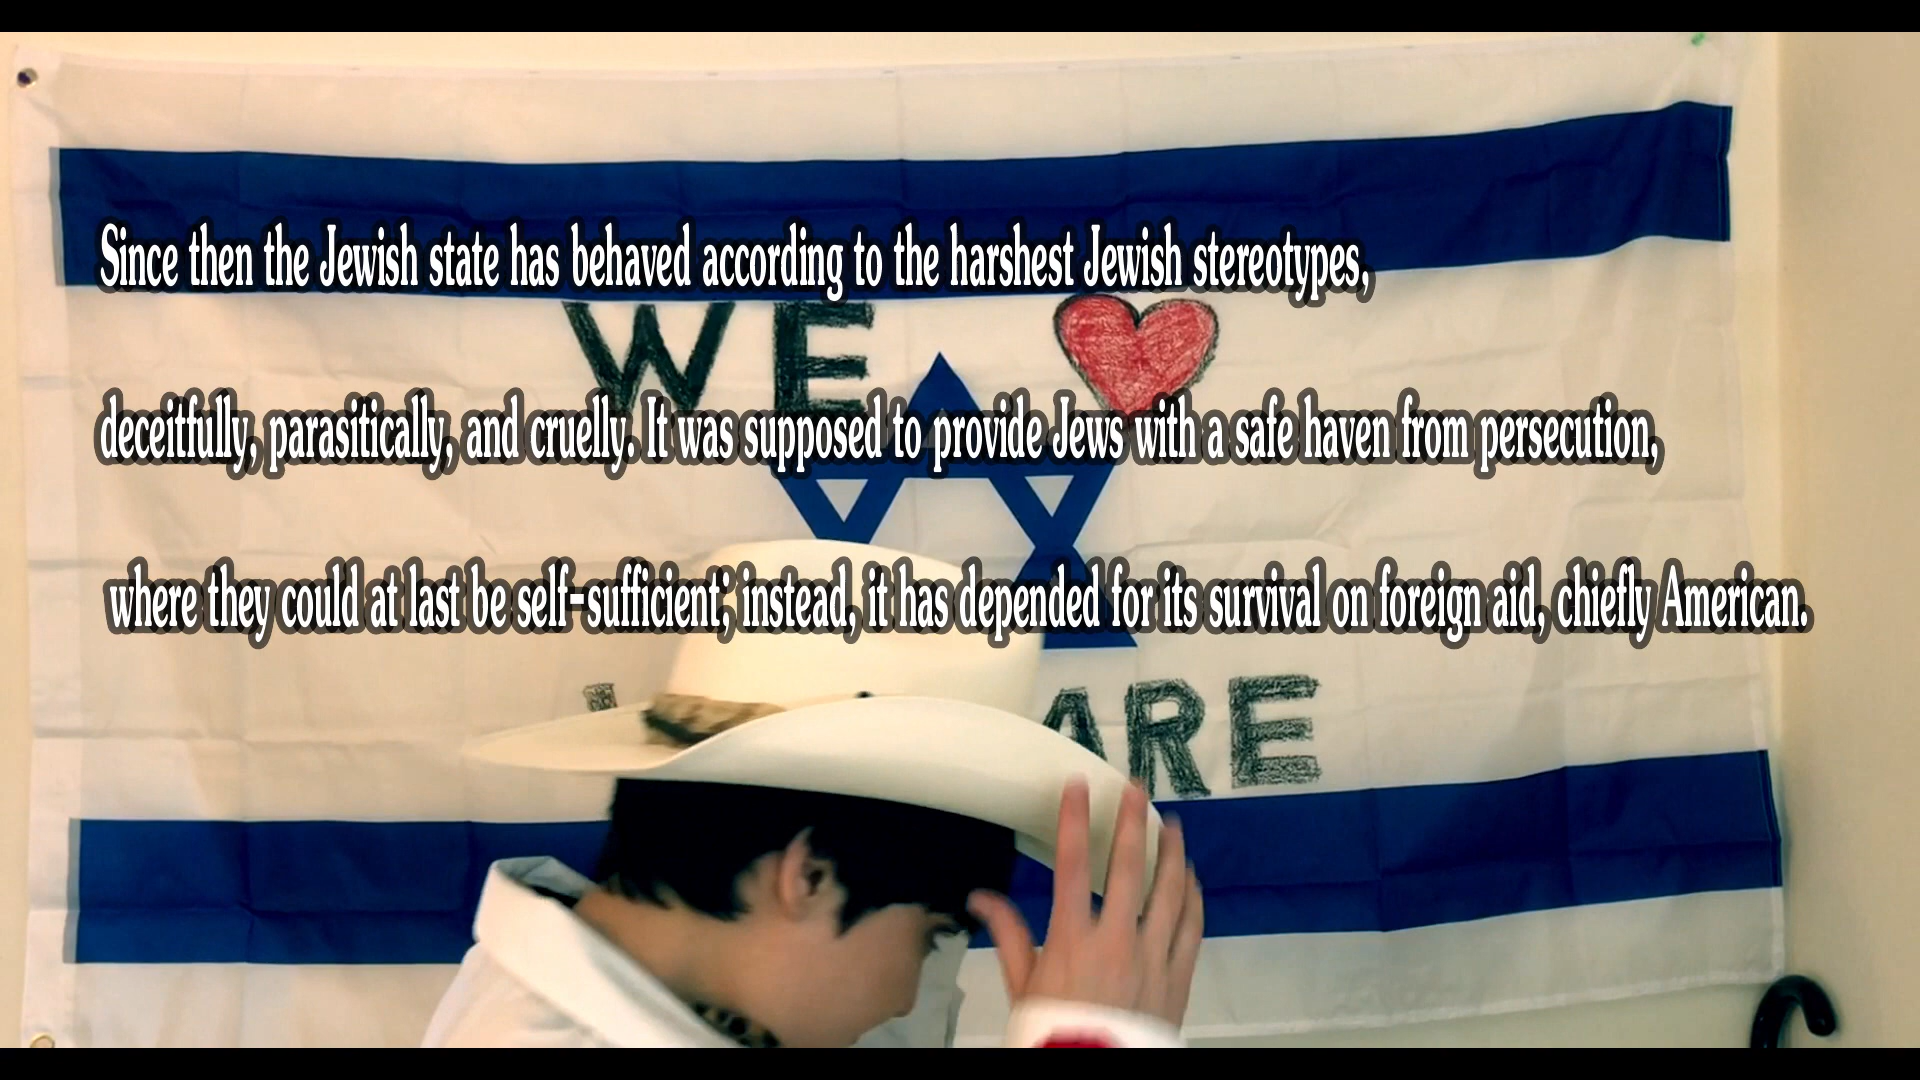 Since then the Jewish state has behaved according to the harshest Jewish stereotypes,
WE
deceitfully, parasitically, and cruelly. It was supposed to provide Jews with a safe haven from persecution,
where they could at last be self-sufficient; instead, it has depended for its survival on foreign aid, chiefly American.